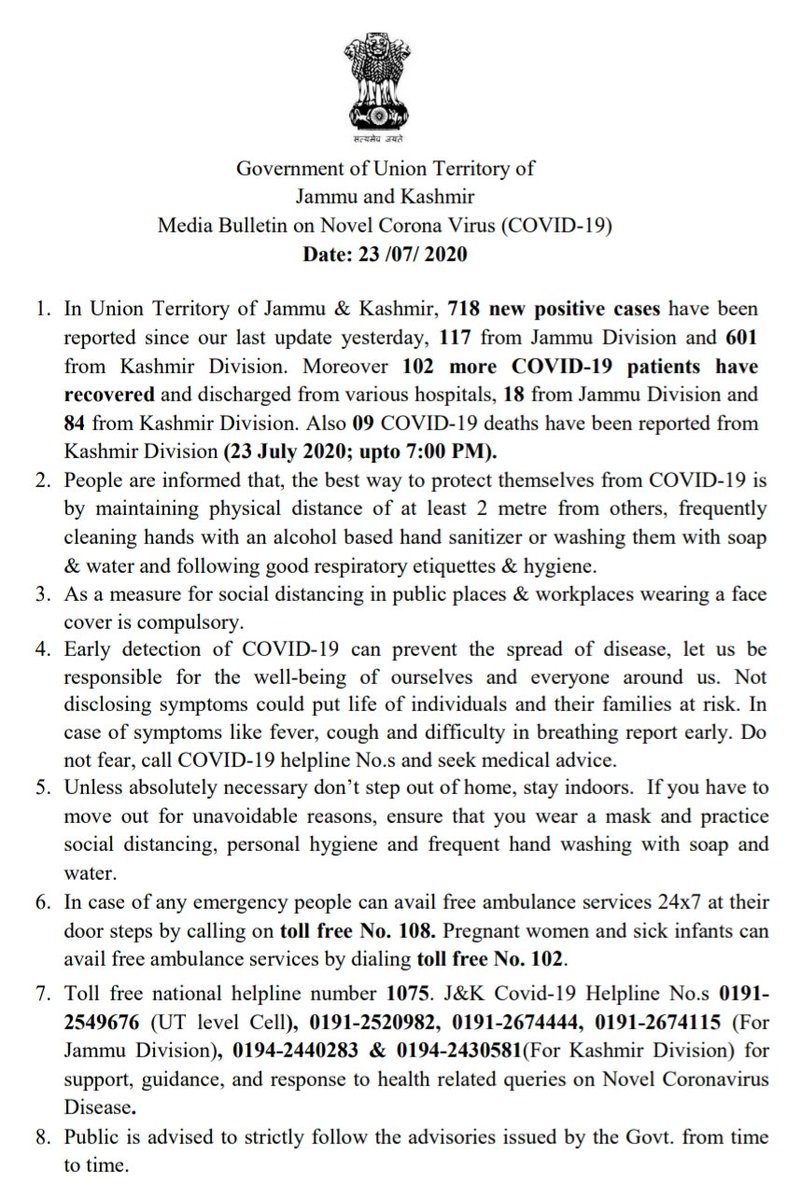 सत्यमेव जयते
Government of Union Territory of
Jammu and Kashmir
Media Bulletin on Novel Corona Virus (COVID-19)
Date: 23 /07/ 2020
1. In Union Territory of Jammu & Kashmir, 718 new positive cases have been
reported since our last update yesterday, 117 from Jammu Division and 601
from Kashmir Division. Moreover 102 more COVID-19 patients have
recovered and discharged from various hospitals, 18 from Jammu Division and
84 from Kashmir Division. Also 09 COVID-19 deaths have been reported from
Kashmir Division (23 July 2020; upto 7:00 PM).
2. People are informed that, the best way to protect themselves from COVID-19 is
by maintaining physical distance of at least 2 metre from others, frequently
cleaning hands with an alcohol based hand sanitizer or washing them with soap
& water and following good respiratory etiquettes & hygiene.
3. As a measure for social distancing in public places & workplaces wearing a face
cover is compulsory.
4. Early detection of COVID-19 can prevent the spread of disease, let us be
responsible for the well-being of ourselves and everyone around us. Not
disclosing symptoms could put life of individuals and their families at risk. In
case of symptoms like fever, cough and difficulty in breathing report early. Do
not fear, call COVID-19 helpline No.s and seek medical advice.
5. Unless absolutely necessary don’t step out of home, stay indoors. If you have to
move out for unavoidable reasons, ensure that you wear a mask and practice
social distancing, personal hygiene and frequent hand washing with soap and
water.
6. In case of any emergency people can avail free ambulance services 24x7 at their
door steps by calling on toll free No. 108. Pregnant women and sick infants can
avail free ambulance services by dialing toll free No. 102.
7. Toll free national helpline number 1075. J&K Covid-19 Helpline No.s 0191-
2549676 (UT level Cell), 0191-2520982, 0191-2674444, 0191-2674115 (For
Jammu Division), 0194-2440283 & 0194-2430581(For Kashmir Division) for
support, guidance, and response to health related queries on Novel Coronavirus
Disease.
8. Public is advised to strictly follow the advisories issued by the Govt. from time
to time.